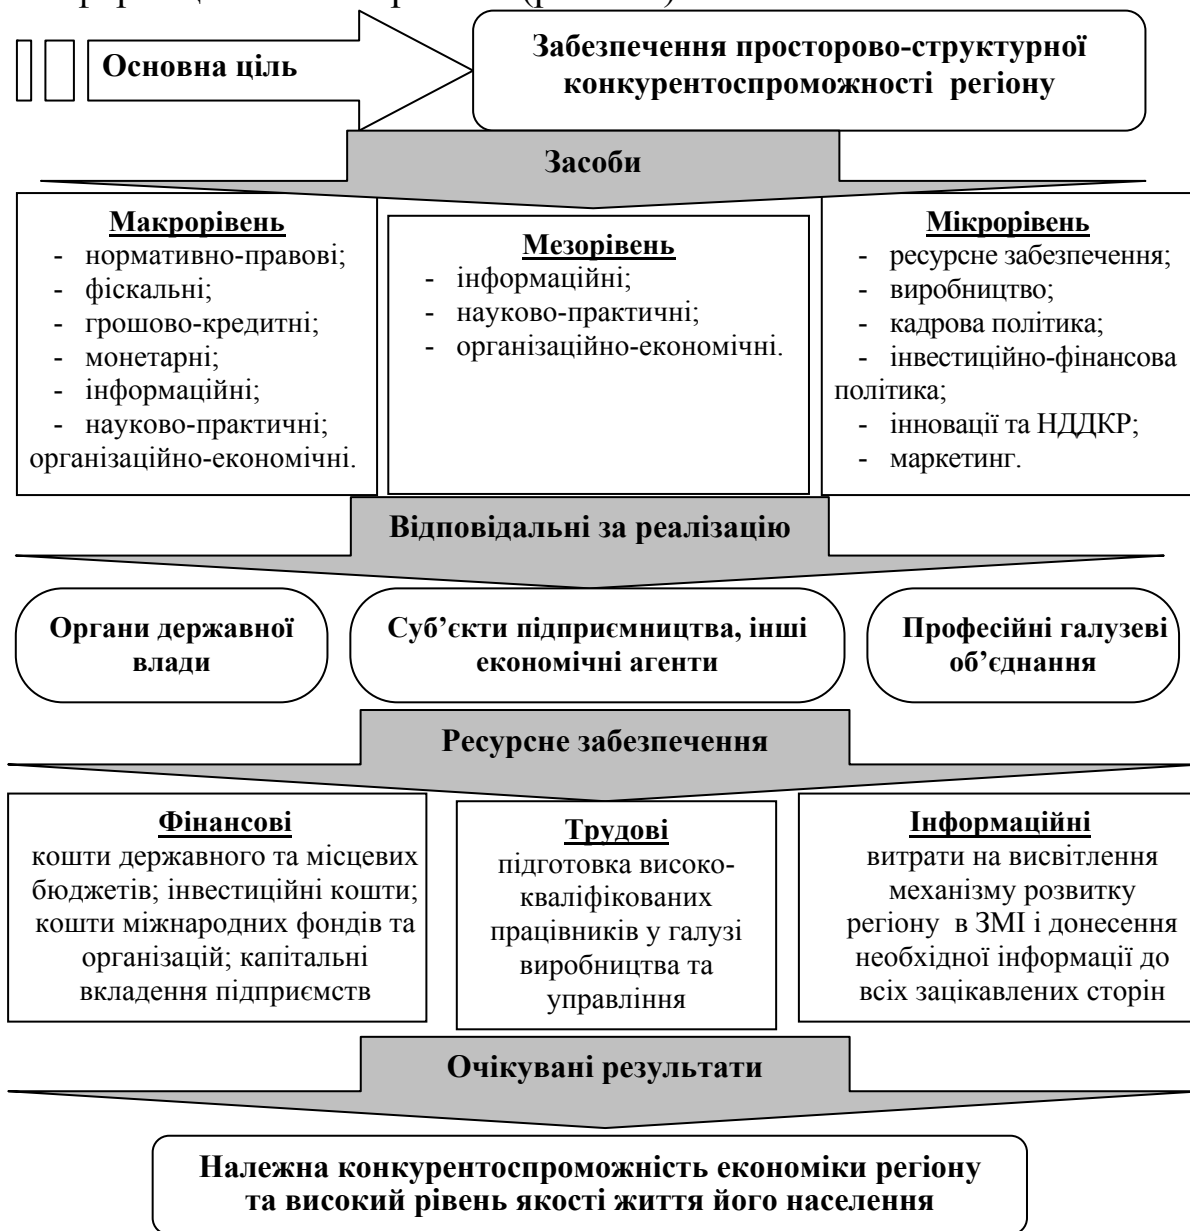 Основна ціль
Забезпечення просторово-структурної
конкурентоспроможності регіону
Засоби
Макрорівень
- нормативно-правові;
- фіскальні;
- грошово-кредитні;
- монетарні;
- інформаційні;
- науково-практичні;
організаційно-економічні.
Мезорівень
- інформаційні;
- науково-практичні;
- організаційно-економічні.
Мікрорівень
- ресурсне забезпечення;
- виробництво;
- кадрова політика;
- інвестиційно-фінансова
політика;
- інновації та НДДКР;
- маркетинг.
Відповідальні за реалізацію
Органи державної
влади
Суб’єкти підприємництва, інші
економічні агенти
Професійні галузеві
об’єднання
Ресурсне забезпечення
Фінансові
кошти державного та місцевих
бюджетів; інвестиційні кошти;
кошти міжнародних фондів та
організацій; капітальні
вкладення підприємств
Трудові
підготовка високо-
кваліфікованих
працівників у галузі
виробництва та
управління
Інформаційні
витрати на висвітлення
механізму розвитку
регіону в ЗМІ і донесення
необхідної інформації до
всіх зацікавлених сторін
Очікувані результати
Належна конкурентоспроможність економіки регіону
та високий рівень якості життя його населення